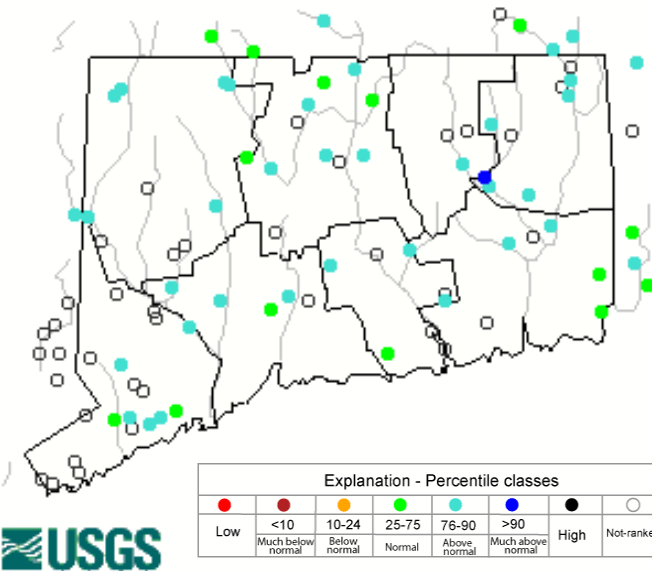 Explanation - Percentile classes
Low <10 10-24 25-75 76-90 >90 High Not-ranke
Much below normal Below normal Normal Above normal Much above normal
USGS